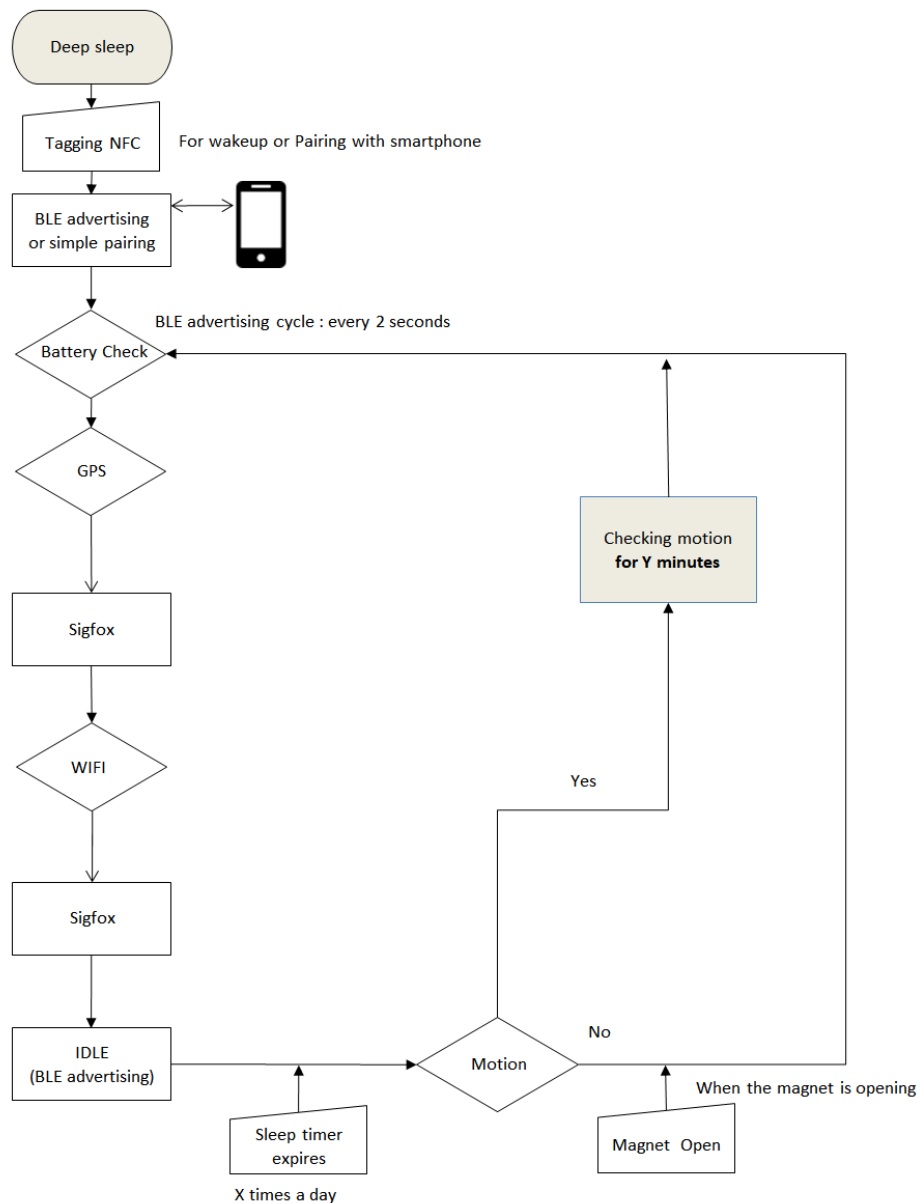 Deep sleep
Tagging NFC
For wakeup or Pairing with smartphone
BLE advertising
or simple pairing
BLE advertising cycle : every 2 seconds
Battery Check
GPS
Checking motion
for Y minutes
Sigfox
WIFI
Yes
Sigfox
No
IDLE
(BLE advertising)
Motion
When the magnet is opening
Sleep timer
expires
Magnet Open
X times a day